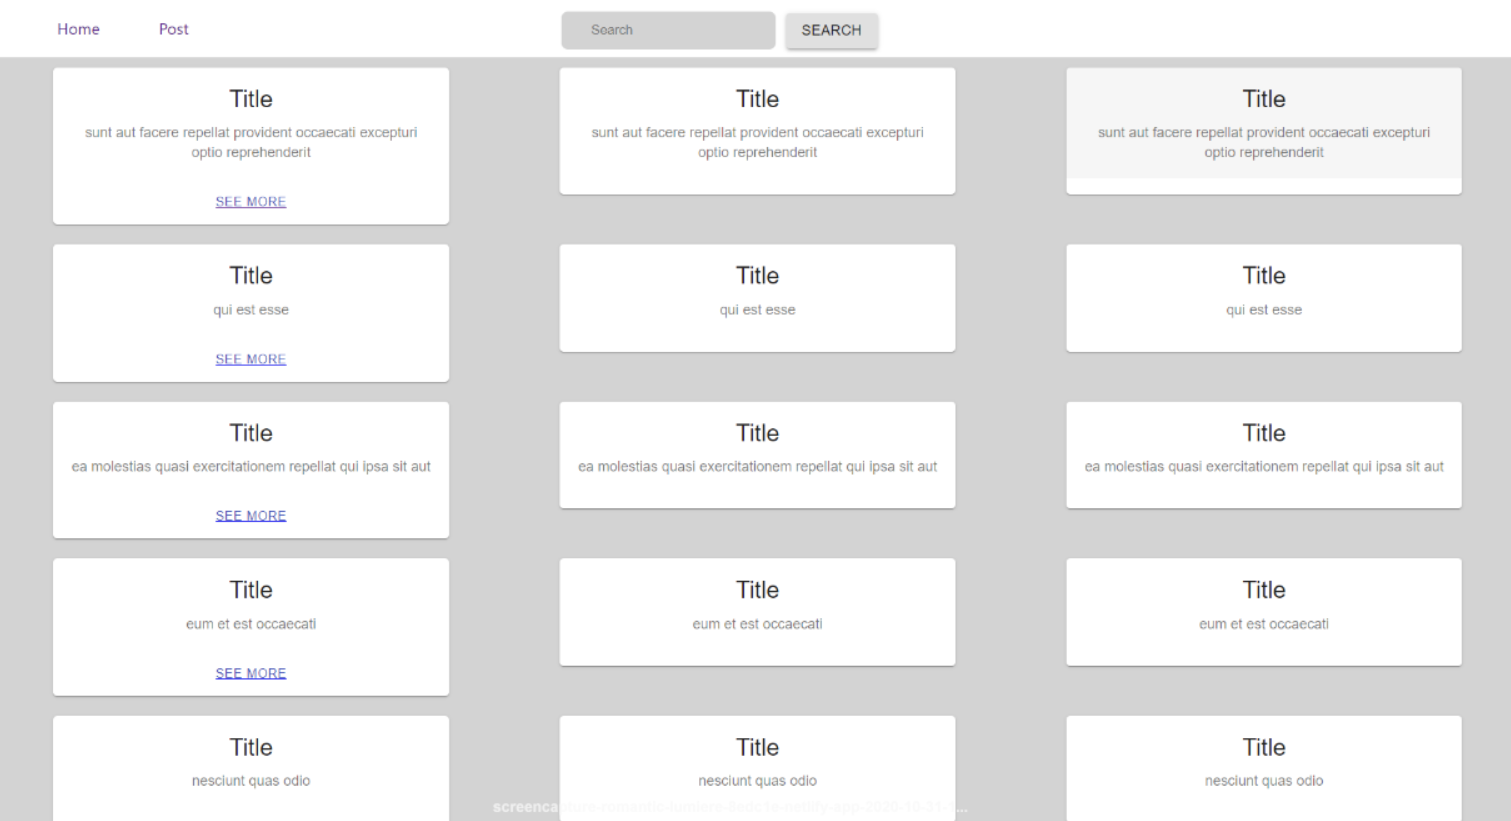 Home Post Search SEARCH
Title Title Title
sunt aut facere repellat provident occaecati excepturi sunt aut facere repellat provident occaecati excepturi sunt aut facere repellat provident occaecati excepturi
optio reprehenderit optio reprehenderit optio reprehenderit
SEE MORE
Title Title Title
qui est esse qui est esse qui est esse
SEE MORE
Title Title Title
ea molestias quasi exercitationem repellat qui ipsa sit aut ea molestias quasi exercitationem repellat qui ipsa sit aut ea molestias quasi exercitationem repellat qui ipsa sit aut
SEE MORE
Title Title Title
eum et est occaecati eum et est occaecati eum et est occaecati
SEE MORE
Title Title Title
nesciunt quas odio nesciunt quas odio nesciunt quas odio